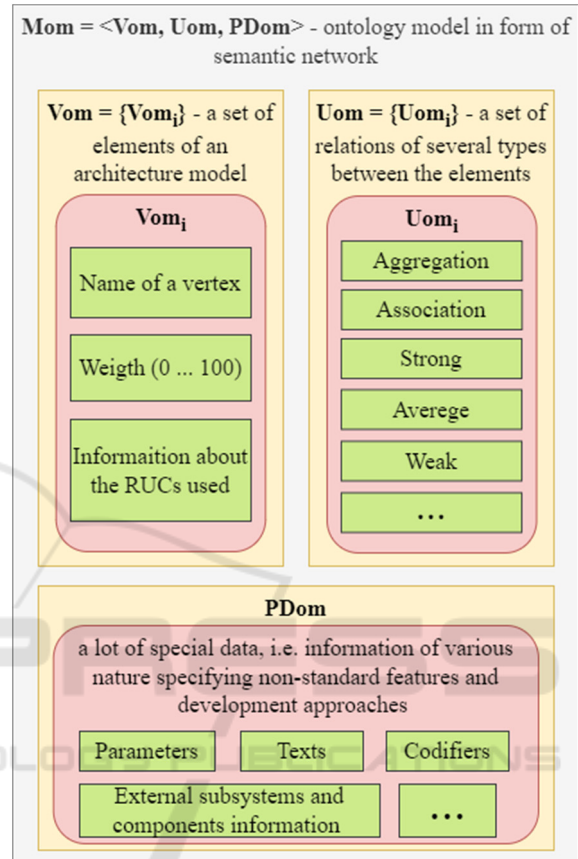 Mom = <Vom, Uom, PDom> - ontology model in form of
semantic network
Vom = {Vomi} - a set of
elements of an
architecture model
Vomi
Name of a vertex
Weigth (0 ... 100)
Informaition about
the RUCs used
Uom = {Uomi} - a set of
relations of several types
between the elements
Uomi
Aggregation
Association
Strong
Averege
Weak
...
PDom
a lot of special data, i.e. information of various
nature specifying non-standard features and
development approaches
Parameters
Texts
Codifiers
External subsystems and
components information
...
PRESS
OLOGY PUBLICATIONS